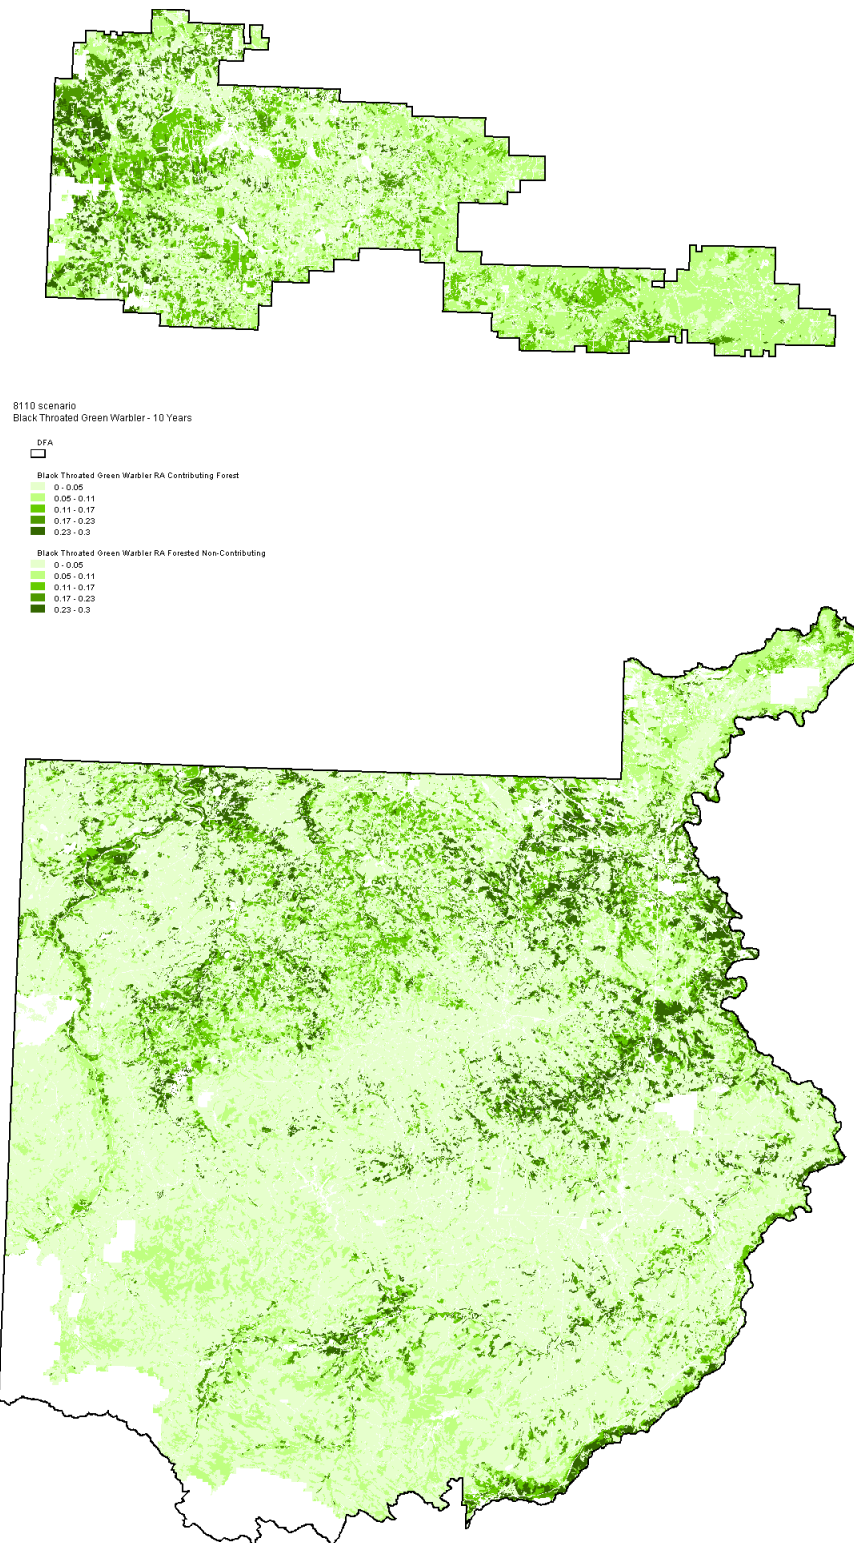 8110 scenario
Black Throated Green Warbler - 10 Years
DFA
Black Throated Green Warbler RA Contributing Forest
0 - 0.05
0.05 - 0.11
0.11 - 0.17
0.17 - 0.23
0.23 - 0.3
Black Throated Green Warbler RA Forested Non-Contributing
0 - 0.05
0.05 - 0.11
0.11 - 0.17
0.17 - 0.23
0.23 - 0.3